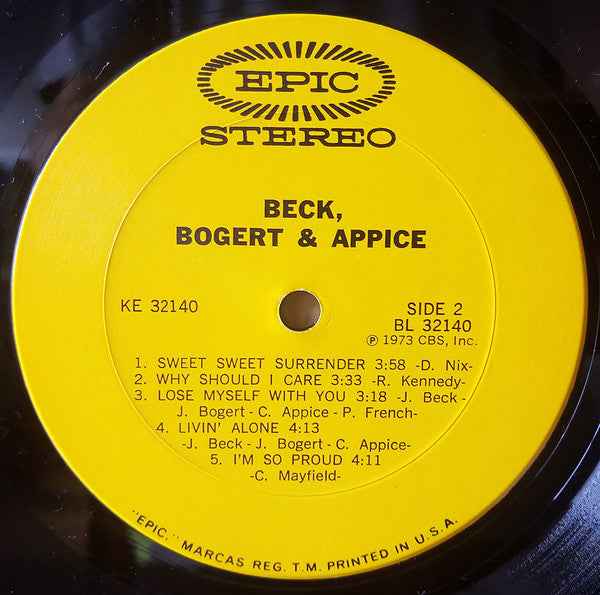 EPIC
STEREO
BECK,
BOGERT & APPICE
KE 32140
SIDE 2
BL 32140
Ⓟ 1973 CBS, Inc.
1. SWEET SWEET SURRENDER 3:58 -D. Nix-
2. WHY SHOULD I CARE 3:33 -R. Kennedy-
3. LOSE MYSELF WITH YOU 3:18 -J. Beck -
J. Bogert - C. Appice - P. French-
4. LIVIN' ALONE 4:13
-J. Beck - J. Bogert - C. Appice-
5. I'M SO PROUD 4:11
-C. Mayfield-
"EPIC," MARCAS REG. T.M. PRINTED IN U.S.A.